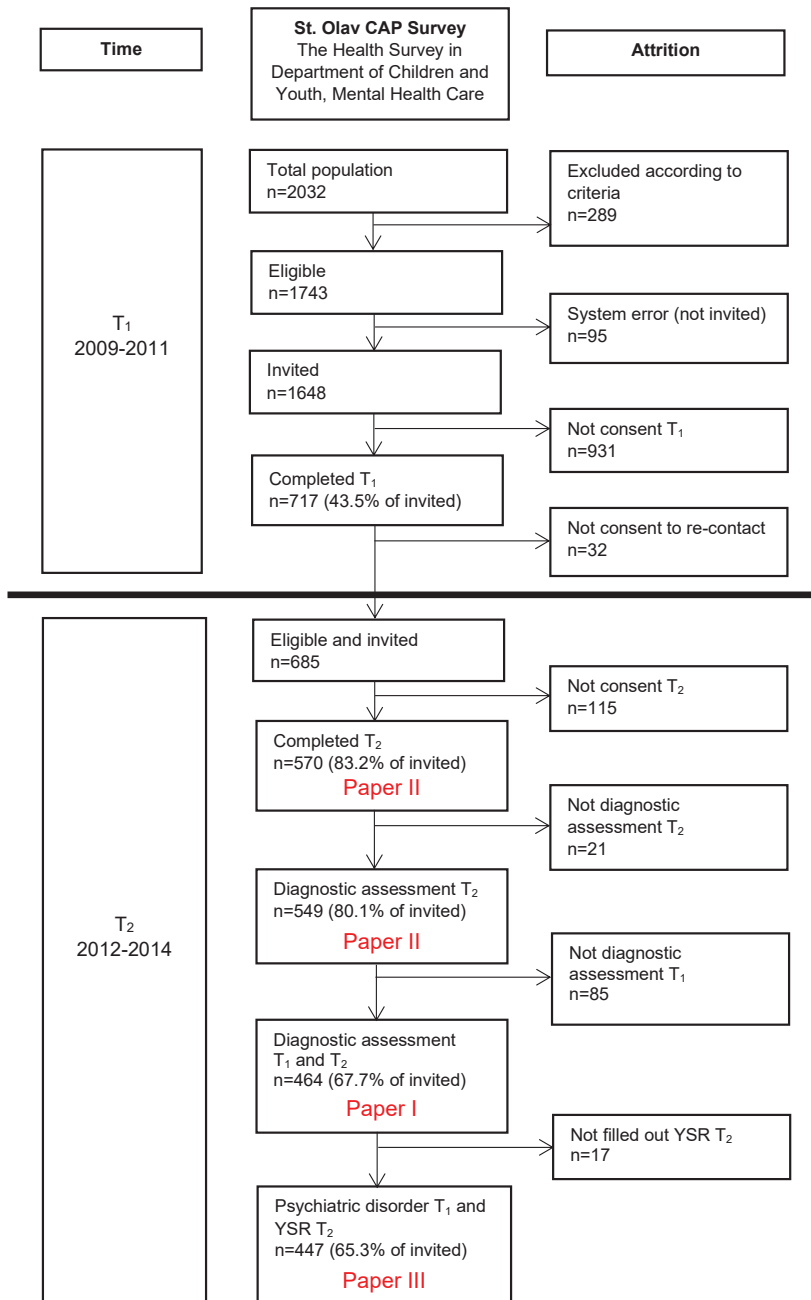 Time
St. Olav CAP Survey
The Health Survey in
Department of Children and
Youth, Mental Health Care
Attrition
T₁
2009-2011
Total population
n=2032
Excluded according to
criteria
n=289
Eligible
n=1743
System error (not invited)
n=95
Invited
n=1648
Not consent T₁
n=931
Completed T₁
n=717 (43.5% of invited)
Not consent to re-contact
n=32
T₂
2012-2014
Eligible and invited
n=685
Not consent T₂
n=115
Completed T₂
n=570 (83.2% of invited)
Paper II
Not diagnostic
assessment T₂
n=21
Diagnostic assessment T₂
n=549 (80.1% of invited)
Paper II
Not diagnostic
assessment T₁
n=85
Diagnostic assessment
T₁ and T₂
n=464 (67.7% of invited)
Paper I
Not filled out YSR T₂
n=17
Psychiatric disorder T₁ and
YSR T₂
n=447 (65.3% of invited)
Paper III